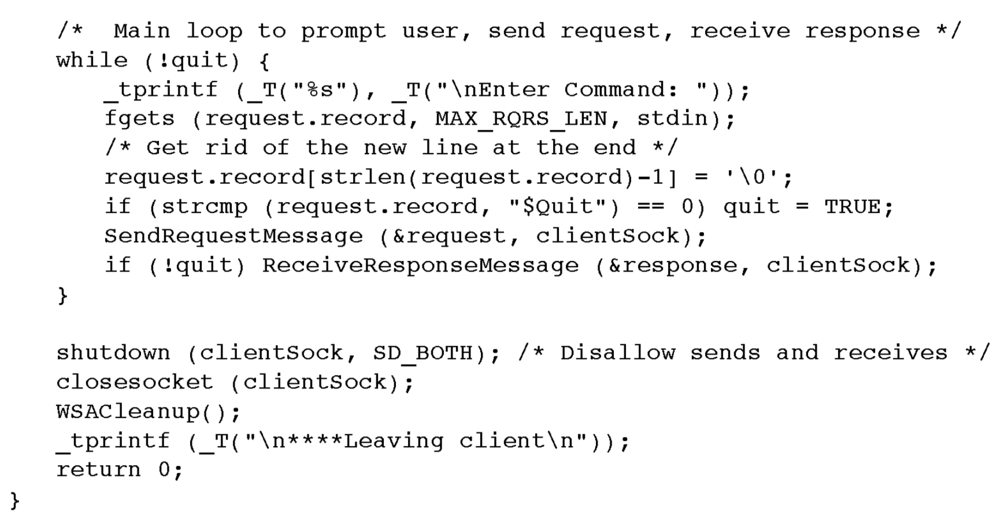 /*  Main loop to prompt user, send request, receive response */
while (!quit) {
_tprintf (_T("%s"), _T("\nEnter Command: "));
fgets (request.record, MAX_RQRS_LEN, stdin);
/* Get rid of the new line at the end */
request.record[strlen(request.record)-1] = '\0';
if (strcmp (request.record, "$Quit") == 0) quit = TRUE;
SendRequestMessage (&request, clientSock);
if (!quit) ReceiveResponseMessage (&response, clientSock);
}
shutdown (clientSock, SD_BOTH); /* Disallow sends and receives */
closesocket (clientSock);
WSACleanup();
_tprintf (_T("\n****Leaving client\n"));
return 0;
}